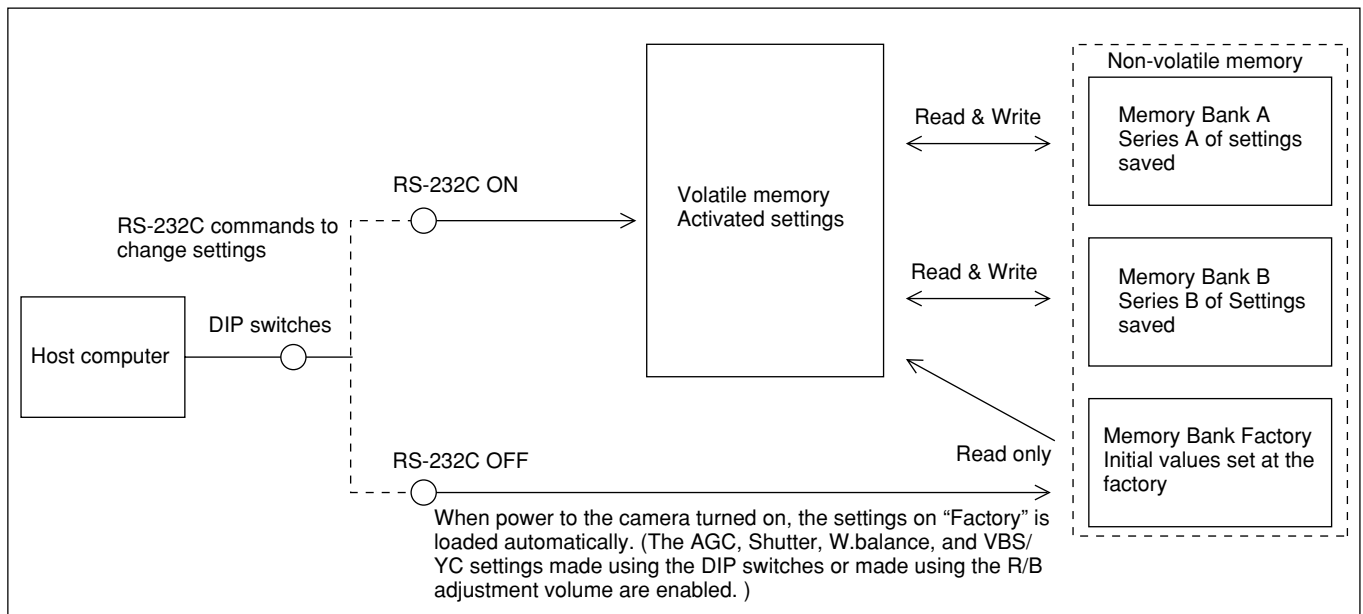 Non-volatile memory
Memory Bank A
Series A of settings
saved
Read & Write
RS-232C ON
Volatile memory
Activated settings
RS-232C commands to
change settings
Read & Write
Memory Bank B
Series B of Settings
saved
DIP switches
Host computer
Memory Bank Factory
Initial values set at the
factory
Read only
RS-232C OFF
When power to the camera turned on, the settings on “Factory” is
loaded automatically. (The AGC, Shutter, W.balance, and VBS/
YC settings made using the DIP switches or made using the R/B
adjustment volume are enabled. )